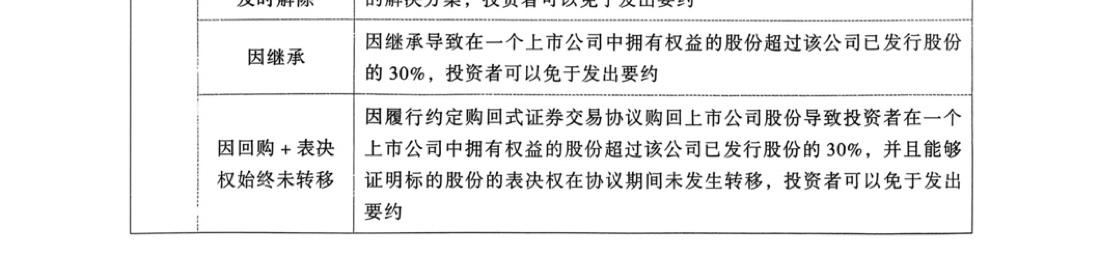 及时解除
的解决方案，投资者可以免于发出要约
因继承
因继承导致在一个上市公司中拥有权益的股份超过该公司已发行股份
的 30%，投资者可以免于发出要约
因回购 + 表决
权始终未转移
因履行约定购回式证券交易协议购回上市公司股份导致投资者在一个
上市公司中拥有权益的股份超过该公司已发行股份的 30%，并且能够
证明标的股份的表决权在协议期间未发生转移，投资者可以免于发出
要约